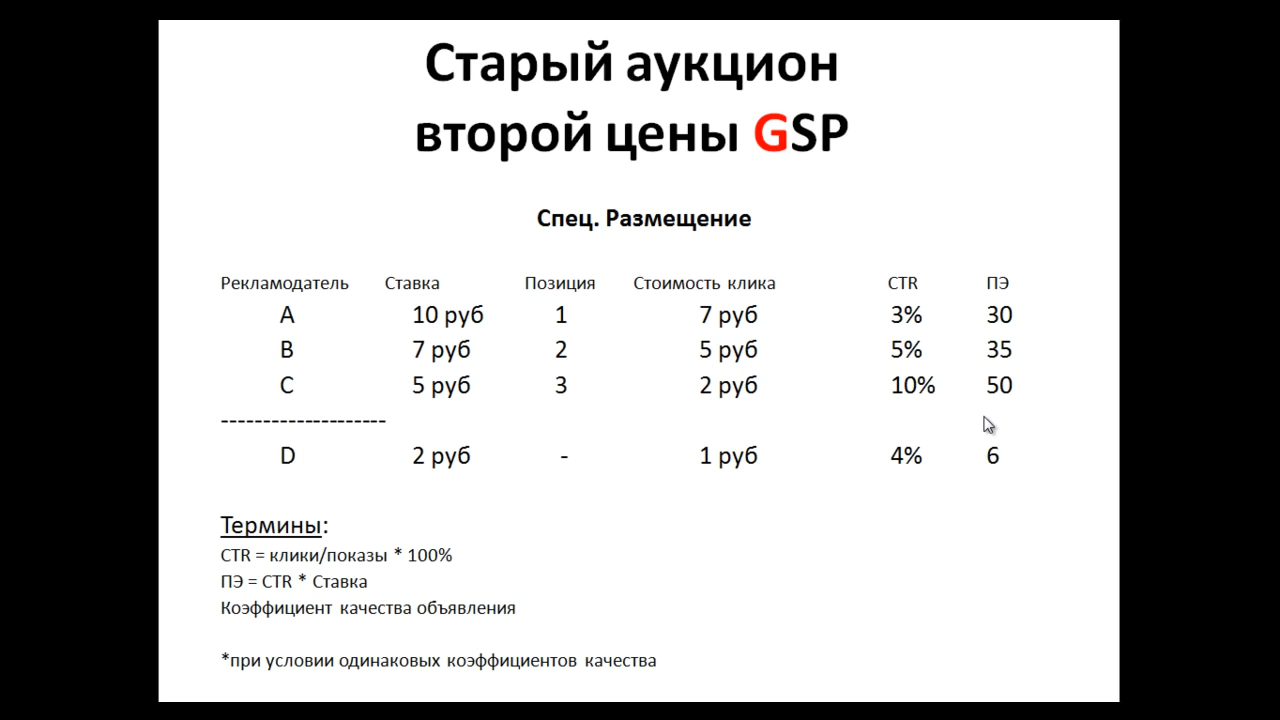 Старый аукцион
второй цены GSP
Спец. Размещение
Рекламодатель Ставка Позиция Стоимость клика CTR ПЭ
A 10 руб 1 7 руб 3% 30
B 7 руб 2 5 руб 5% 35
C 5 руб 3 2 руб 10% 50
---------------------
D 2 руб - 1 руб 4% 6
Термины:
CTR = клики/показы * 100%
ПЭ = CTR * Ставка
Коэффициент качества объявления
*при условии одинаковых коэффициентов качества